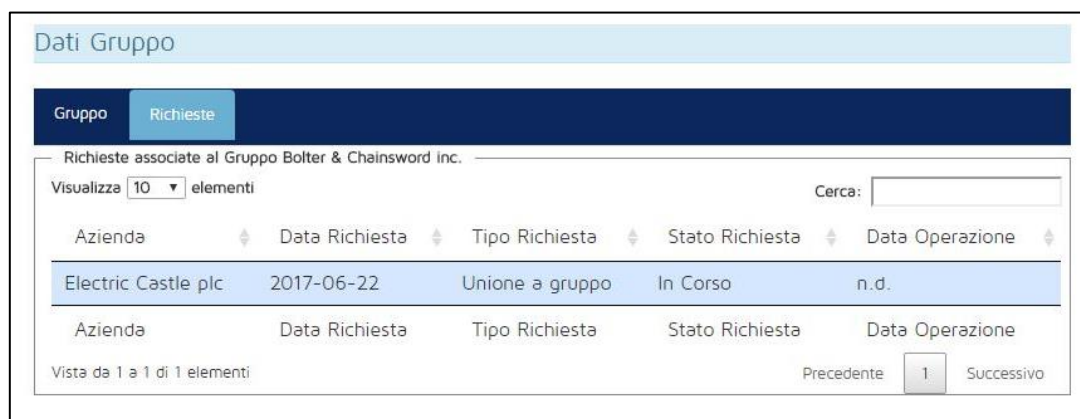 Dati Gruppo
Gruppo Richieste
Richieste associate al Gruppo Bolter & Chainsword inc.
Visualizza 10 elementi Cerca:
Azienda Data Richiesta Tipo Richiesta Stato Richiesta Data Operazione
Electric Castle plc 2017-06-22 Unione a gruppo In Corso n.d.
Azienda Data Richiesta Tipo Richiesta Stato Richiesta Data Operazione
Vista da 1 a 1 di 1 elementi Precedente 1 Successivo